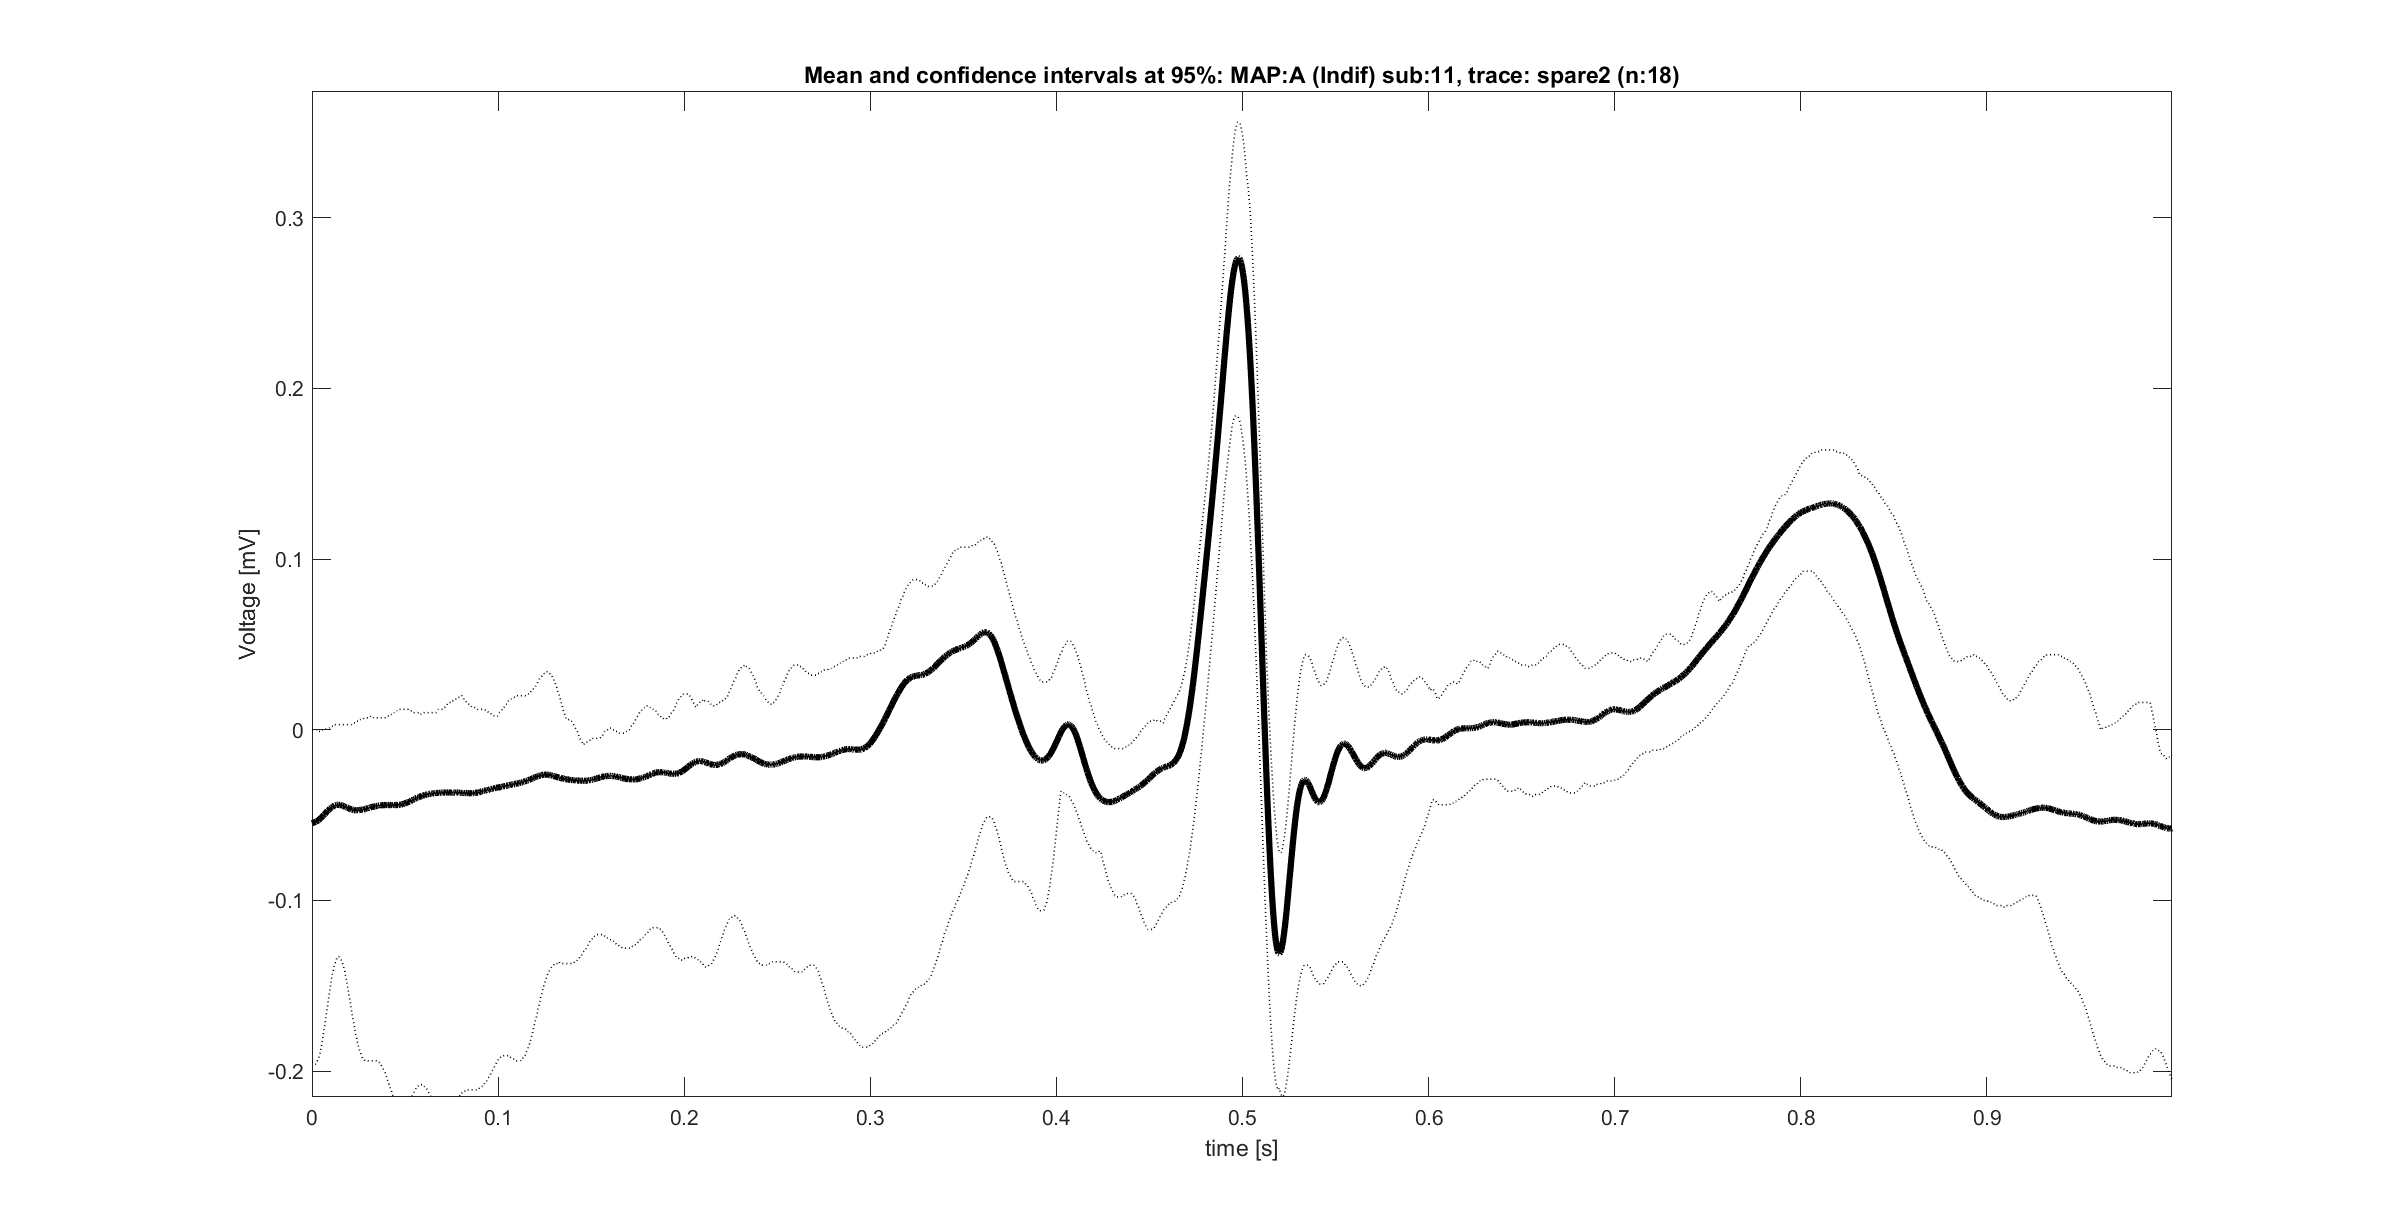 Mean and confidence intervals at 95%: MAP:A (Indif) sub:11, trace: spare2 (n:18)
0.3
0.2
0.1
0
-0.1
-0.2
Voltage [mV]
0 0.1 0.2 0.3 0.4 0.5 0.6 0.7 0.8 0.9
time [s]